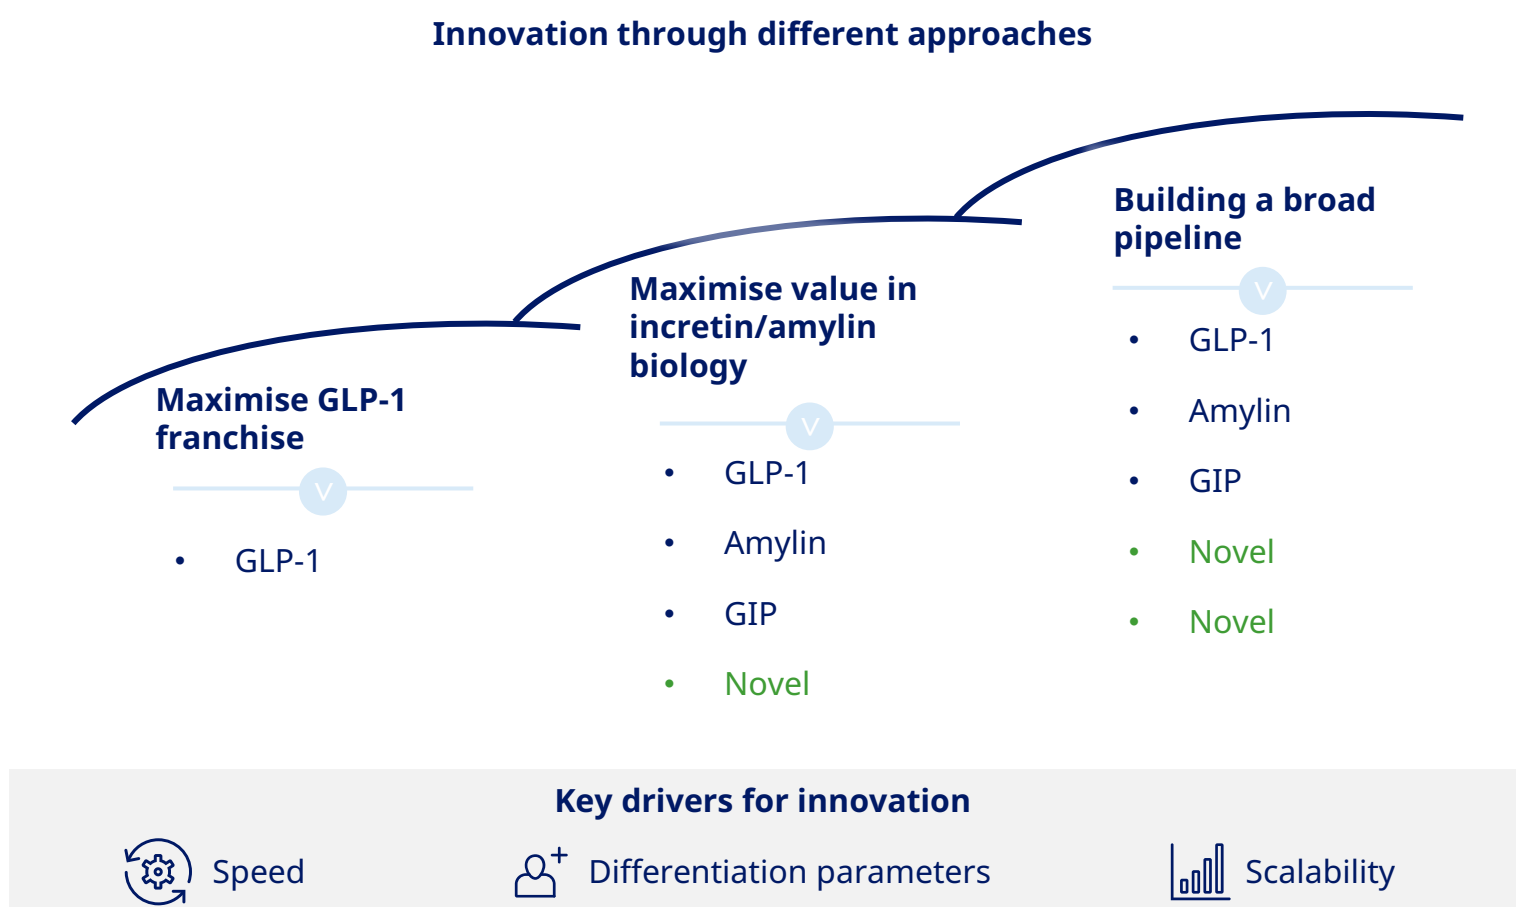 Innovation through different approaches
Maximise GLP-1
franchise
V
• GLP-1
Maximise value in
incretin/amylin
biology
V
• GLP-1
• Amylin
• GIP
• Novel
Building a broad
pipeline
V
• GLP-1
• Amylin
• GIP
• Novel
• Novel
Key drivers for innovation
Speed
Differentiation parameters
Scalability